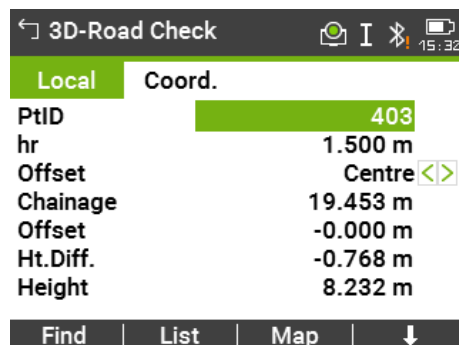 3D-Road Check I 15:32
Local Coord.
PtID 403
hr 1.500 m
Offset Centre
Chainage 19.453 m
Offset -0.000 m
Ht.Diff. -0.768 m
Height 8.232 m
Find | List | Map |